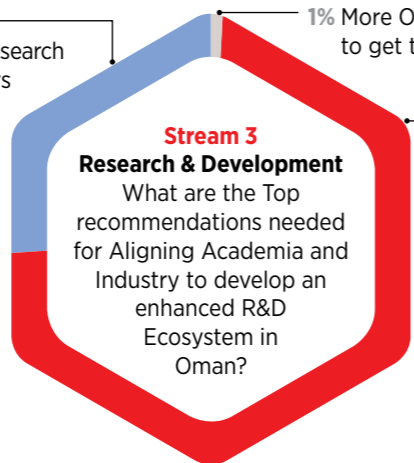 1% More O
to get t
search
s
Stream 3
Research & Development
What are the Top
recommendations needed
for Aligning Academia and
Industry to develop an
enhanced R&D
Ecosystem in
Oman?